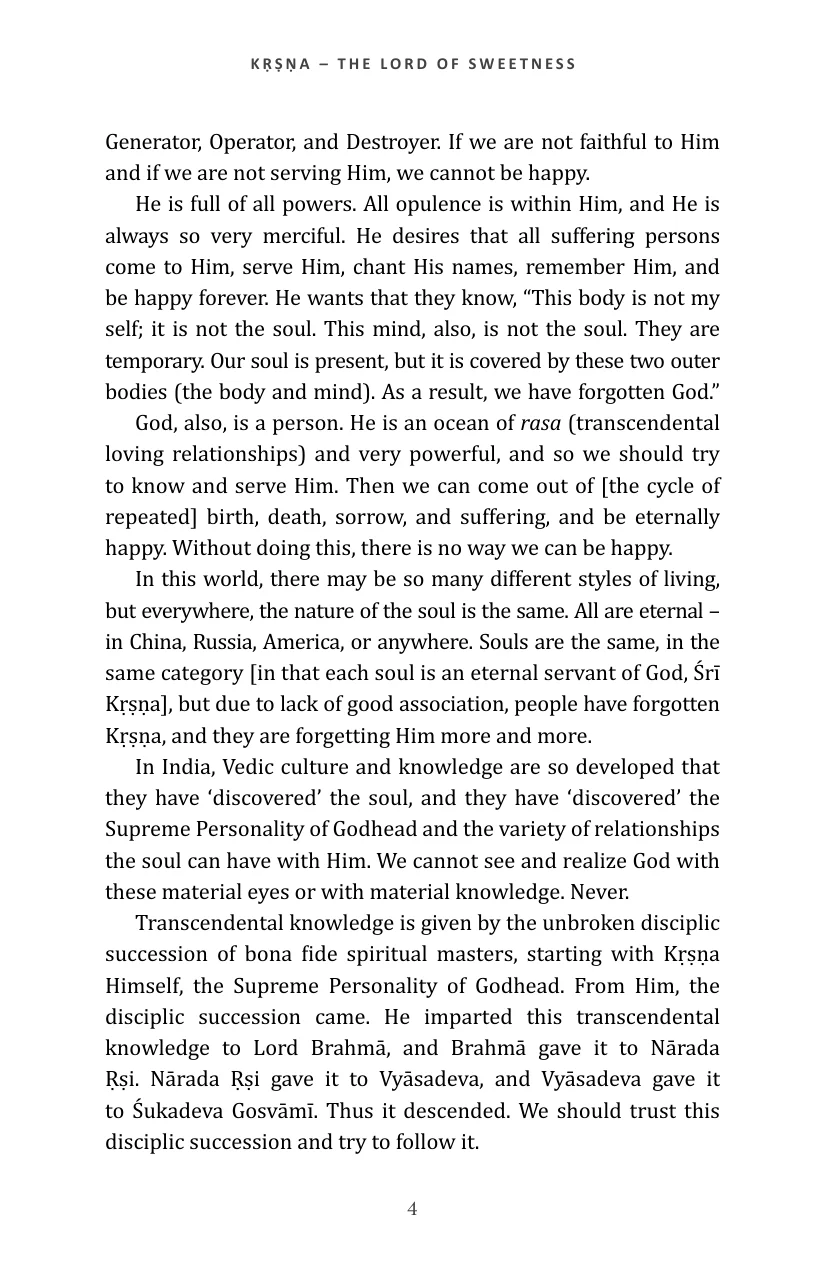 KṚṢṆA – THE LORD OF SWEETNESS
Generator, Operator, and Destroyer. If we are not faithful to Him
and if we are not serving Him, we cannot be happy.
He is full of all powers. All opulence is within Him, and He is
always so very merciful. He desires that all suffering persons
come to Him, serve Him, chant His names, remember Him, and
be happy forever. He wants that they know, “This body is not my
self; it is not the soul. This mind, also, is not the soul. They are
temporary. Our soul is present, but it is covered by these two outer
bodies (the body and mind). As a result, we have forgotten God.”
God, also, is a person. He is an ocean of rasa (transcendental
loving relationships) and very powerful, and so we should try
to know and serve Him. Then we can come out of [the cycle of
repeated] birth, death, sorrow, and suffering, and be eternally
happy. Without doing this, there is no way we can be happy.
In this world, there may be so many different styles of living,
but everywhere, the nature of the soul is the same. All are eternal –
in China, Russia, America, or anywhere. Souls are the same, in the
same category [in that each soul is an eternal servant of God, Śrī
Kṛṣṇa], but due to lack of good association, people have forgotten
Kṛṣṇa, and they are forgetting Him more and more.
In India, Vedic culture and knowledge are so developed that
they have ‘discovered’ the soul, and they have ‘discovered’ the
Supreme Personality of Godhead and the variety of relationships
the soul can have with Him. We cannot see and realize God with
these material eyes or with material knowledge. Never.
Transcendental knowledge is given by the unbroken disciplic
succession of bona fide spiritual masters, starting with Kṛṣṇa
Himself, the Supreme Personality of Godhead. From Him, the
disciplic succession came. He imparted this transcendental
knowledge to Lord Brahmā, and Brahmā gave it to Nārada
Ṛṣi. Nārada Ṛṣi gave it to Vyāsadeva, and Vyāsadeva gave it
to Śukadeva Gosvāmī. Thus it descended. We should trust this
disciplic succession and try to follow it.
4